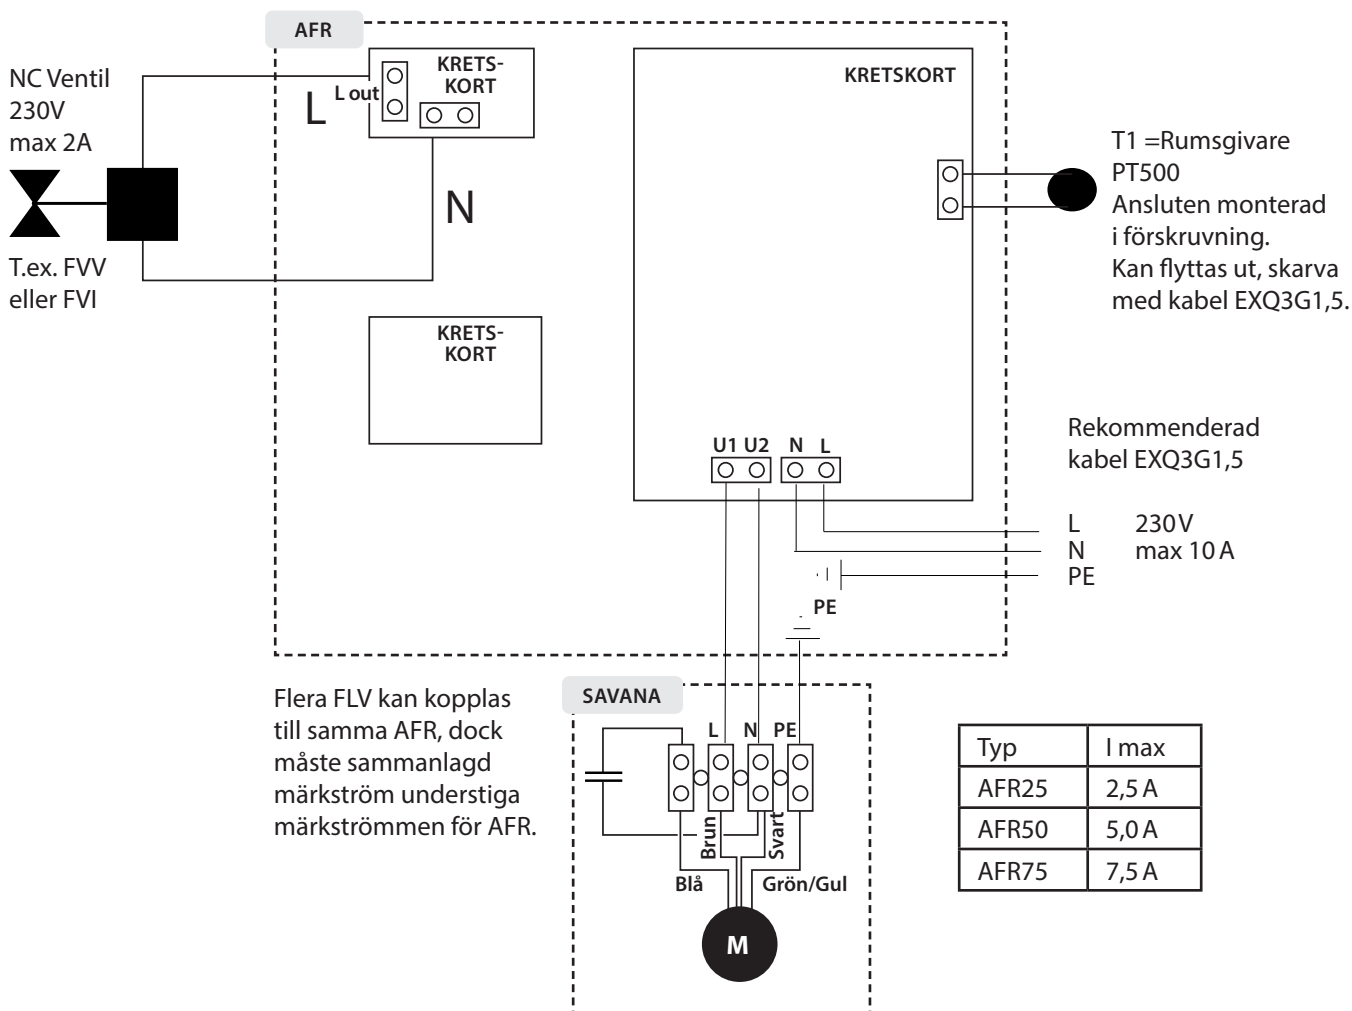 AFR
NC Ventil
230V
max 2A
L
L out
KRETS-
KORT
N
T.ex. FVV
eller FVI
KRETS-
KORT
KRETSKORT
T1 =Rumsgivare
PT500
Ansluten monterad
i förskruvning.
Kan flyttas ut, skarva
med kabel EXQ3G1,5.
U1 U2 N L
Rekommenderad
kabel EXQ3G1,5
L 230V
N max 10 A
PE
PE
Flera FLV kan kopplas
till samma AFR, dock
måste sammanlagd
märkström understiga
märkströmmen för AFR.
SAVANA
L N PE
Brun
Svart
Blå
Grön/Gul
M
Typ I max
AFR25 2,5 A
AFR50 5,0 A
AFR75 7,5 A